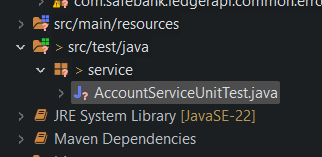 com.safebank.ledgerapi.common.erro
src/main/resources
> src/test/java
> service
> AccountServiceUnitTest.java
> JRE System Library [JavaSE-22]
> Maven Dependencies